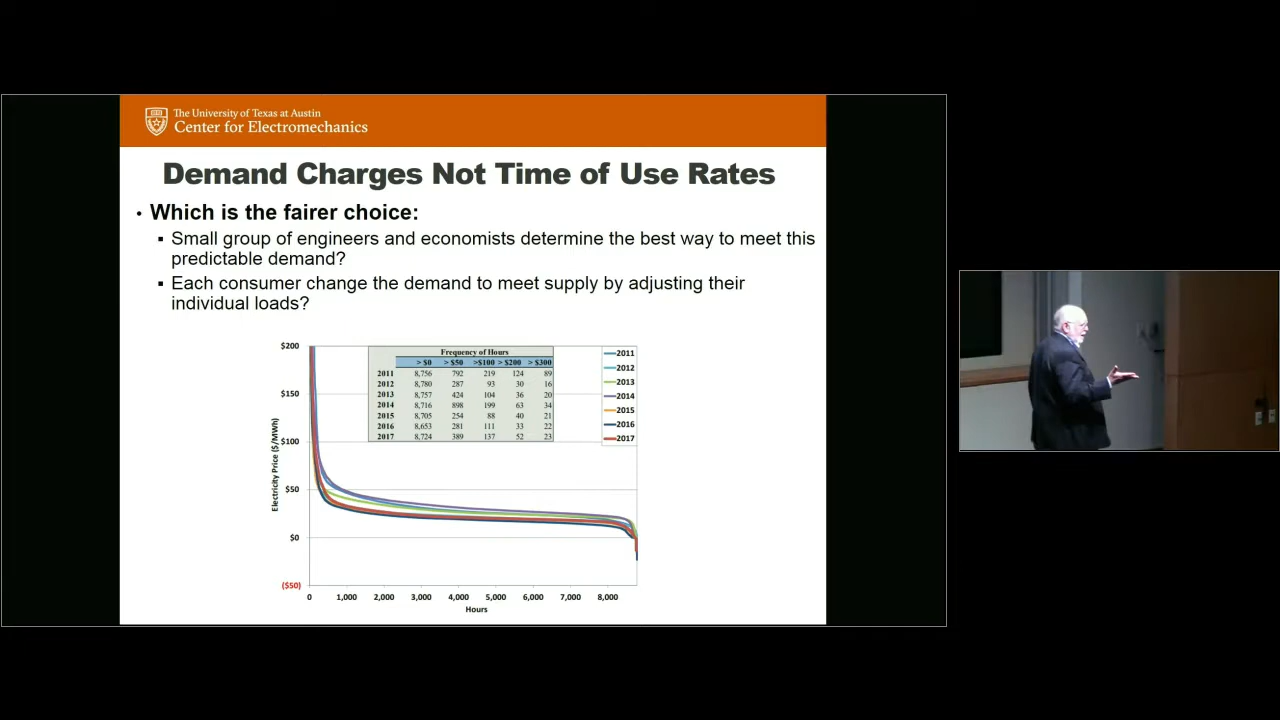 The University of Texas at Austin
Center for Electromechanics
Demand Charges Not Time of Use Rates
• Which is the fairer choice:
▪ Small group of engineers and economists determine the best way to meet this
predictable demand?
▪ Each consumer change the demand to meet supply by adjusting their
individual loads?
Frequency of Hours
> $0 > $50 >$100 > $200 > $300
2011 8,756 792 219 124 89
2012 8,780 287 93 30 16
2013 8,757 424 104 36 20
2014 8,716 898 199 63 34
2015 8,705 254 88 40 21
2016 8,653 281 111 33 22
2017 8,724 389 137 52 23
2011
2012
2013
2014
2015
2016
2017
Electricity Price ($/MWh)
$200
$150
$100
$50
$0
($50)
0 1,000 2,000 3,000 4,000 5,000 6,000 7,000 8,000
Hours